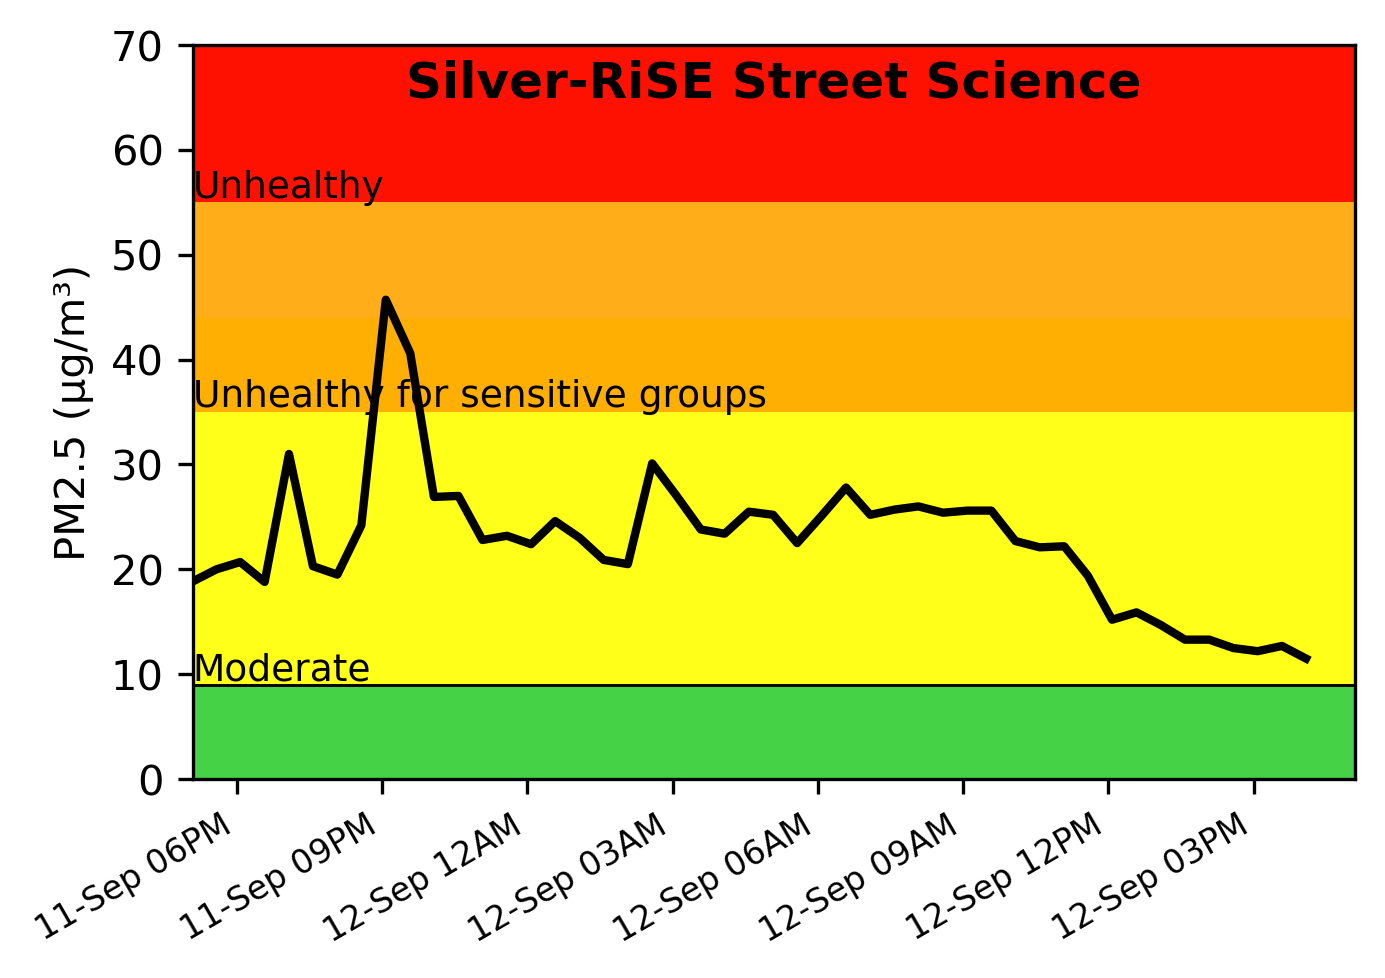 Silver-RiSE Street Science
70
60
Unhealthy
50
40
Unhealthy for sensitive groups
30
20
Moderate
10
0
PM2.5 (µg/m³)
11-Sep 06PM
11-Sep 09PM
12-Sep 12AM
12-Sep 03AM
12-Sep 06AM
12-Sep 09AM
12-Sep 12PM
12-Sep 03PM